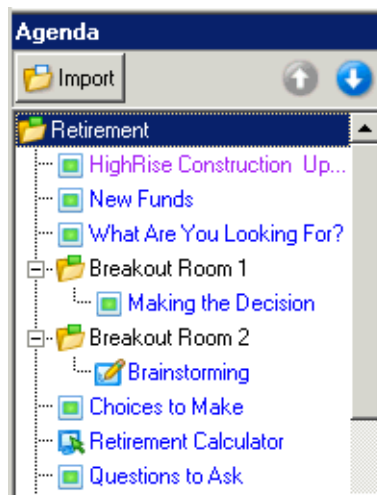 Agenda
Import
Retirement
HighRise Construction Up...
New Funds
What Are You Looking For?
Breakout Room 1
Making the Decision
Breakout Room 2
Brainstorming
Choices to Make
Retirement Calculator
Questions to Ask